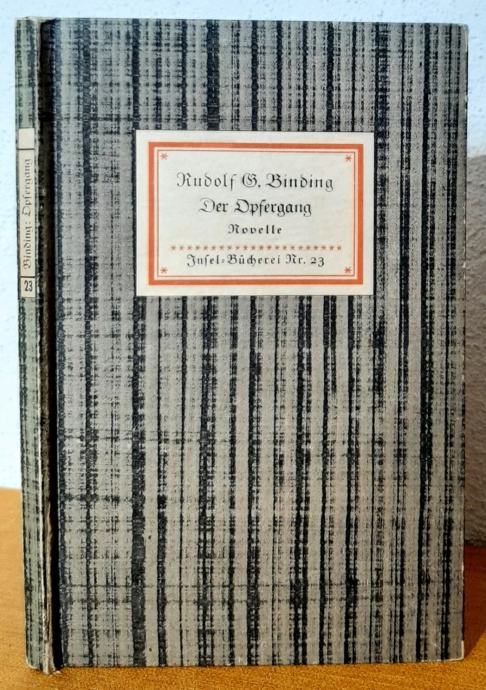 Rudolf G. Binding
Der Opfergang
Novelle
Insel-Bücherei Nr. 23
Binding: Opfergang
23